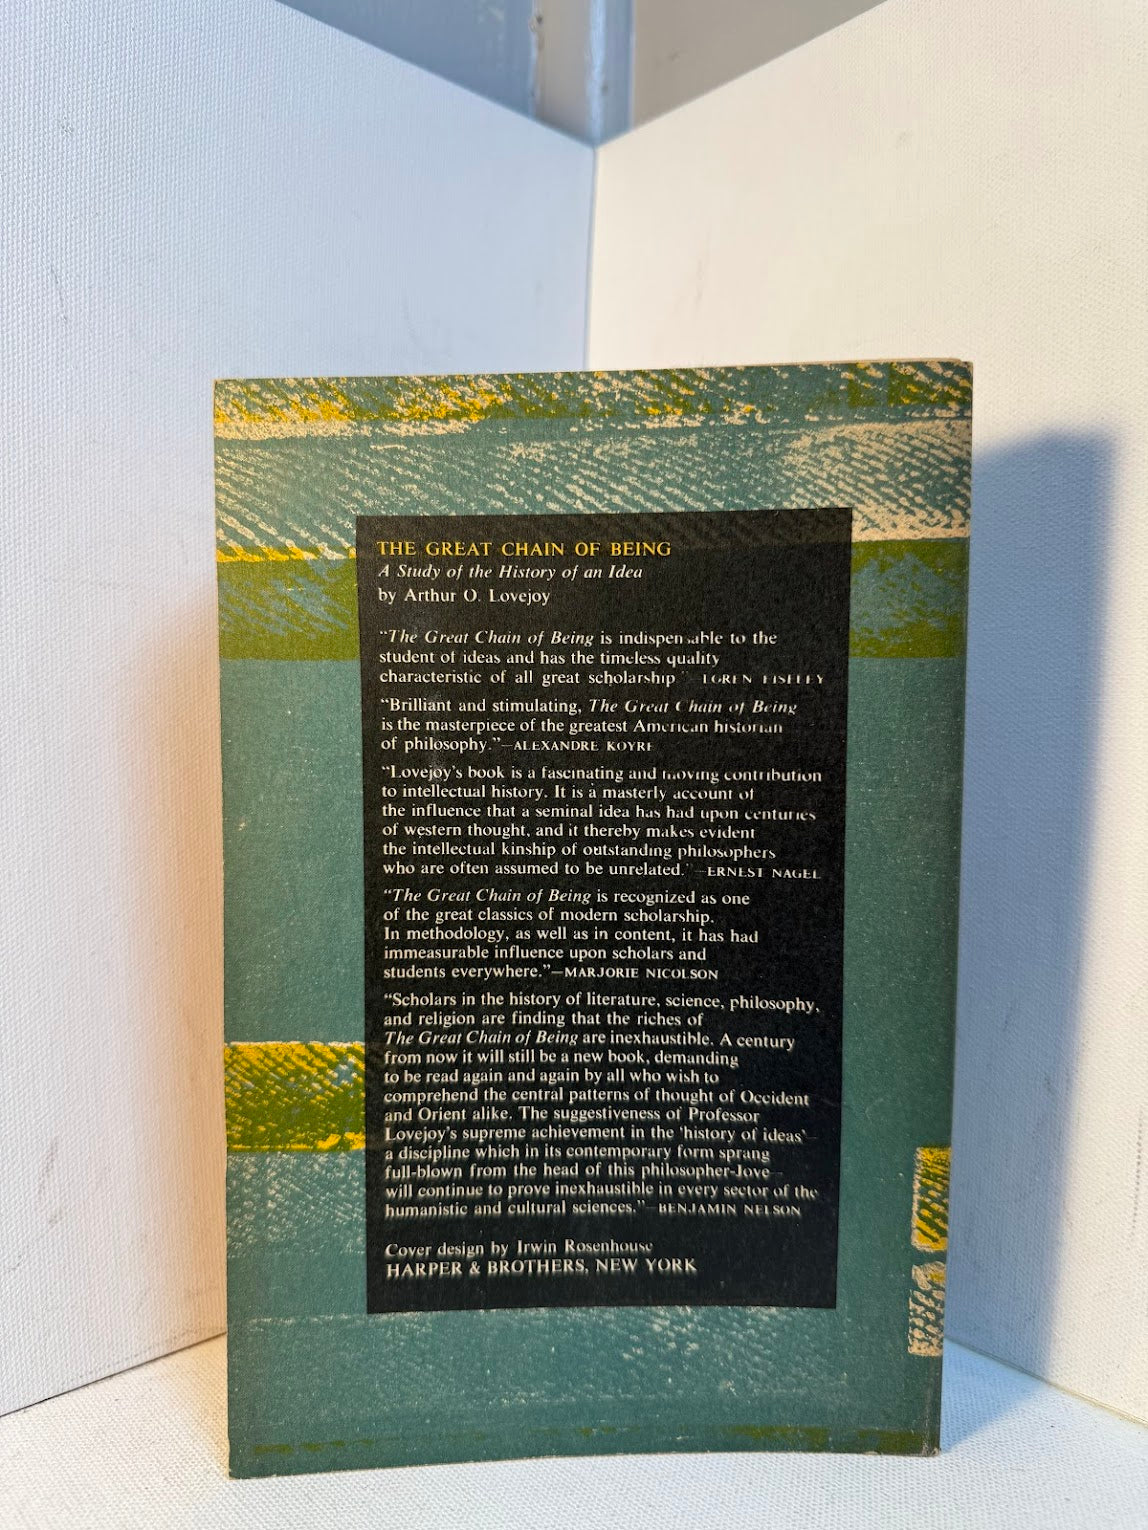 THE GREAT CHAIN OF BEING
A Study of the History of an Idea
by Arthur O. Lovejoy
“The Great Chain of Being is indispensable to the
student of ideas and has the timeless quality
characteristic of all great scholarship.”—LOREN EISELEY
“Brilliant and stimulating, The Great Chain of Being
is the masterpiece of the greatest American historian
of philosophy.”—ALEXANDRE KOYRE
“Lovejoy's book is a fascinating and moving contribution
to intellectual history. It is a masterly account of
the influence that a seminal idea has had upon centuries
of western thought, and it thereby makes evident
the intellectual kinship of outstanding philosophers
who are often assumed to be unrelated.”—ERNEST NAGEL
“The Great Chain of Being is recognized as one
of the great classics of modern scholarship.
In methodology, as well as in content, it has had
immeasurable influence upon scholars and
students everywhere.”—MARJORIE NICOLSON
“Scholars in the history of literature, science, philosophy,
and religion are finding that the riches of
The Great Chain of Being are inexhaustible. A century
from now it will still be a new book, demanding
to be read again and again by all who wish to
comprehend the central patterns of thought of Occident
and Orient alike. The suggestiveness of Professor
Lovejoy's supreme achievement in the 'history of ideas'—
a discipline which in its contemporary form sprang
full-blown from the head of this philosopher-Jove—
will continue to prove inexhaustible in every sector of the
humanistic and cultural sciences.”—BENJAMIN NELSON
Cover design by Irwin Rosenhouse
HARPER & BROTHERS, NEW YORK